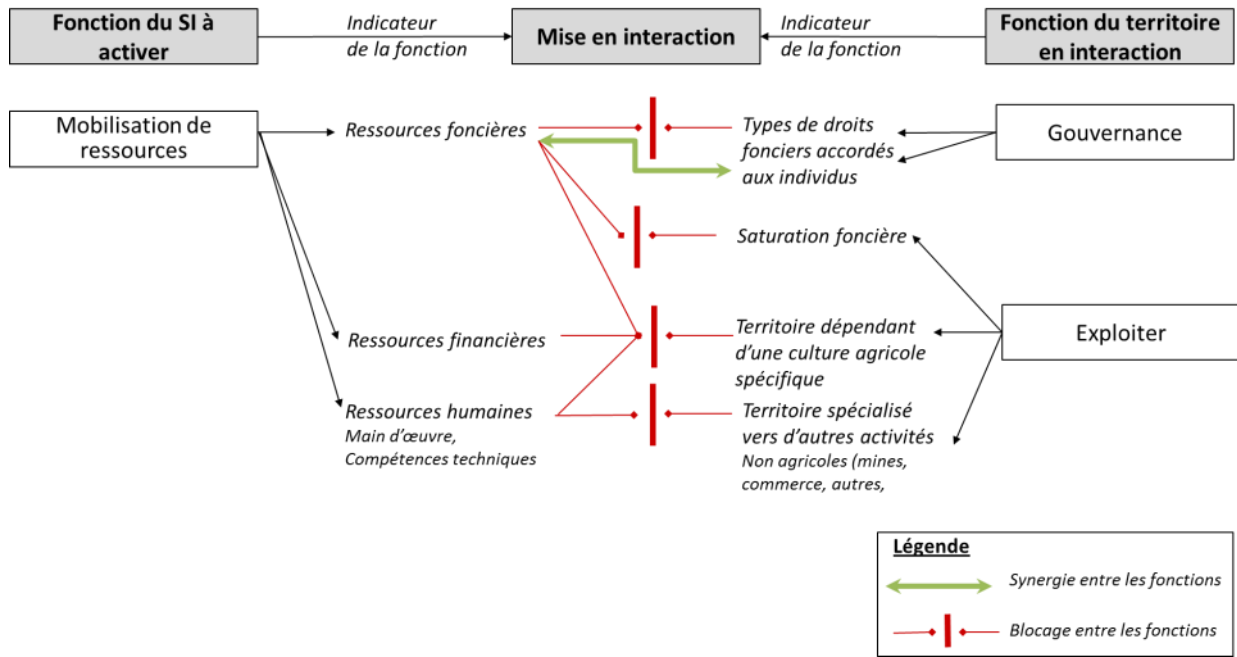 Fonction du SI à
activer
Indicateur
de la fonction
Mise en interaction
Indicateur
de la fonction
Fonction du territoire
en interaction
Mobilisation de
ressources
Ressources foncières
Types de droits
fonciers accordés
aux individus
Gouvernance
Saturation foncière
Ressources financières
Territoire dépendant
d'une culture agricole
spécifique
Exploiter
Ressources humaines
Main d'œuvre,
Compétences techniques
Territoire spécialisé
vers d'autres activités
Non agricoles (mines,
commerce, autres,
Légende
Synergie entre les fonctions
Blocage entre les fonctions